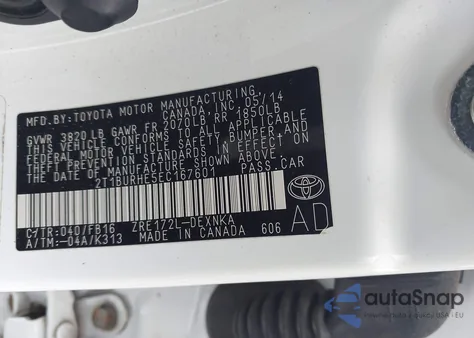 MFD.BY:TOYOTA MOTOR MANUFACTURING
CANADA, INC. 05/14
GVWR 3820 LB GAWR FR 2020LB RR 1850LB
THIS VEHICLE CONFORMS TO ALL APPLICABLE
FEDERAL MOTOR VEHICLE SAFETY, BUMPER, AND
THEFT PREVENTION STANDARDS IN EFFECT ON
THE DATE OF MANUFACTURE SHOWN ABOVE.
2T1BURHE5EC167601 PASS.CAR
C/TR:040/FB16 ZRE172L-DEXNKA
A/TM:-04A/K313 MADE IN CANADA 606
AD
autoSnap